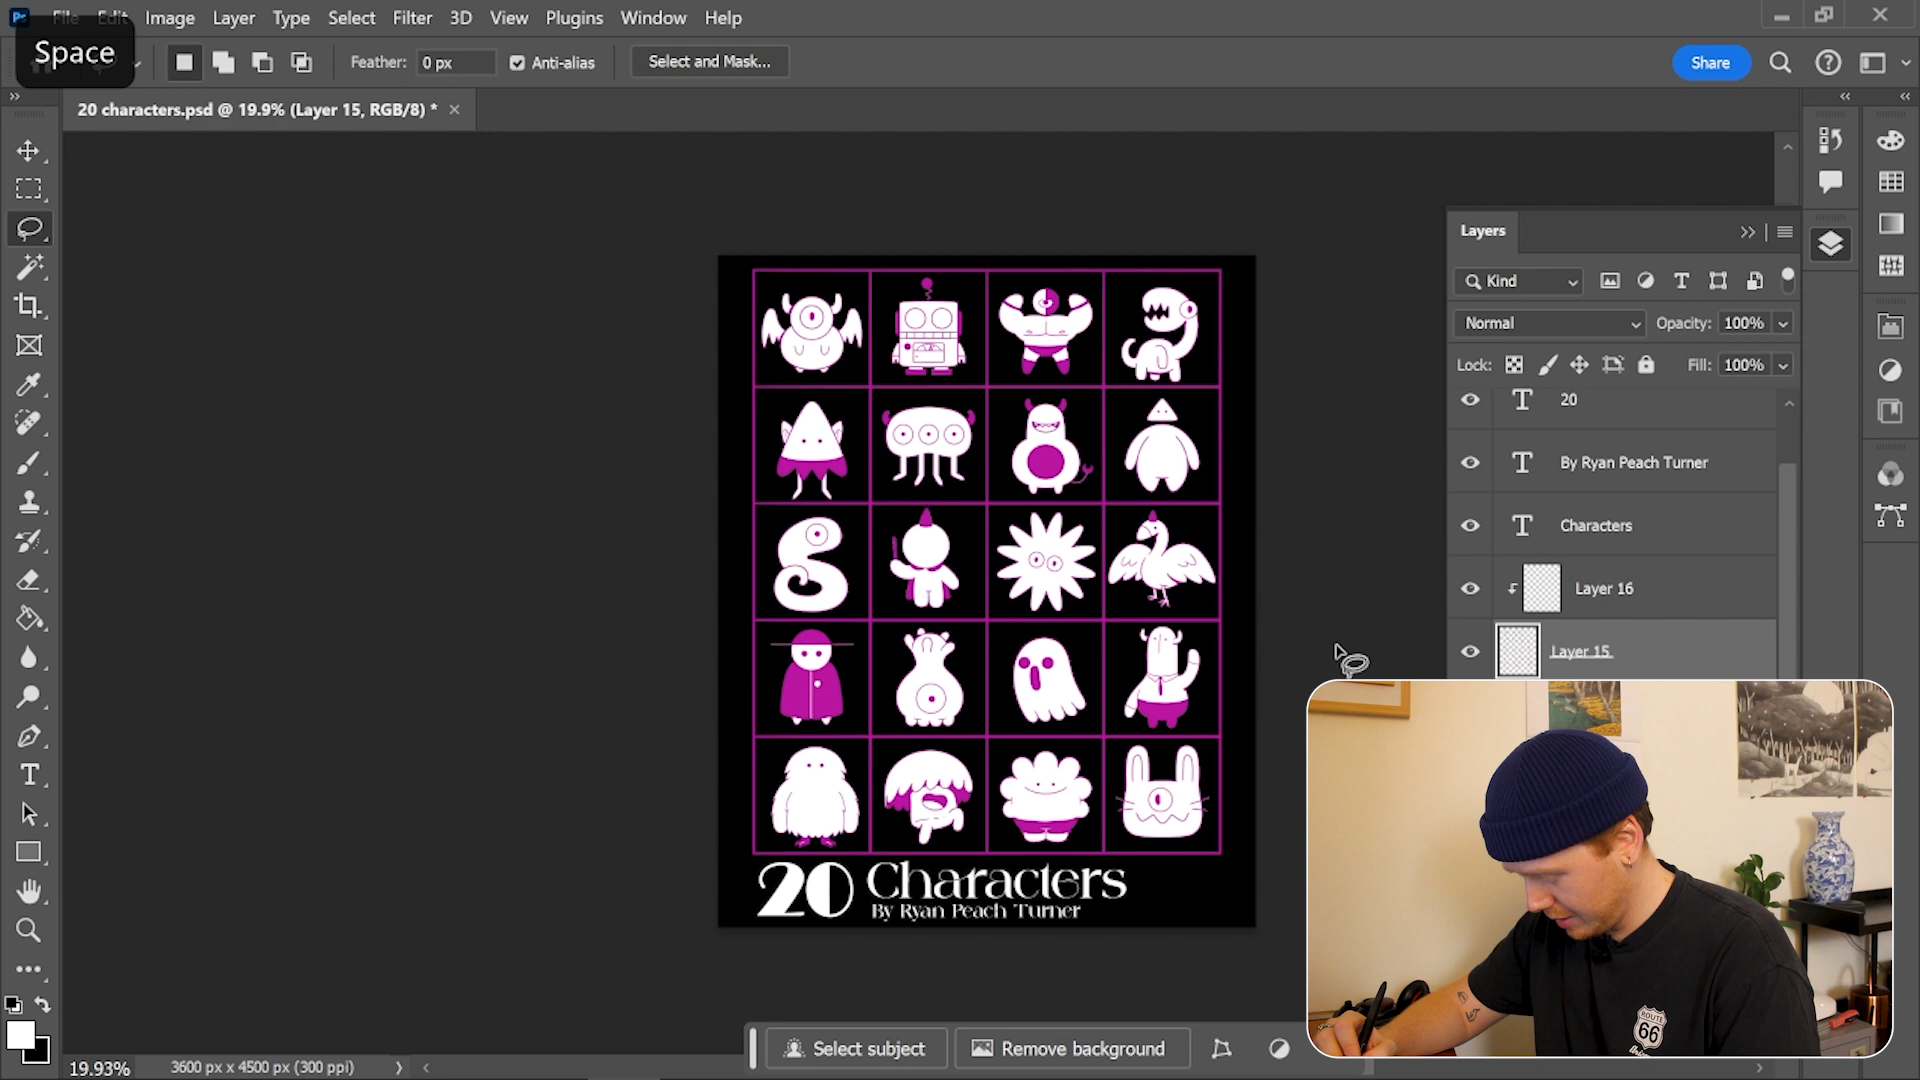 File Edit Image Layer Type Select Filter 3D View Plugins Window Help
Space
Feather: 0 px Anti-alias Select and Mask... Share
20 characters.psd @ 19.9% (Layer 15, RGB/8) *
Layers
Kind
Normal Opacity: 100%
Lock: Fill: 100%
20
By Ryan Peach Turner
Characters
Layer 16
Layer 15
20 Characters
By Ryan Peach Turner
ROUTE
66
Select subject Remove background
19.93% 3600 px x 4500 px (300 ppi)